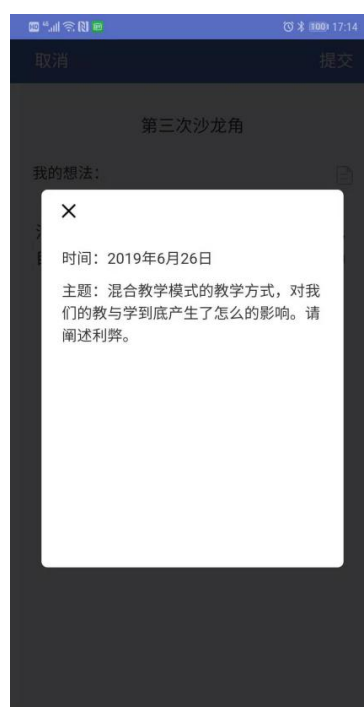 17:14
取消
提交
第三次沙龙角
我的想法：
时间：2019年6月26日
主题：混合教学模式的教学方式，对我
们的教与学到底产生了怎么的影响。请
阐述利弊。